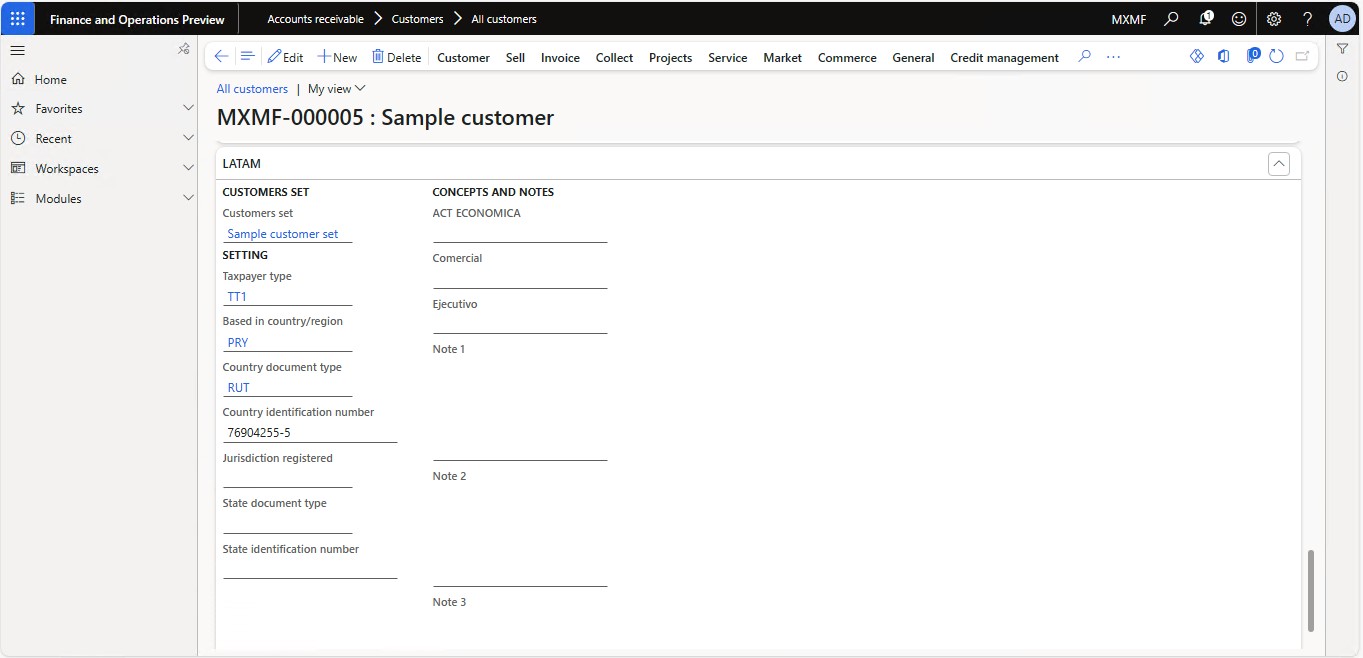 Finance and Operations Preview Accounts receivable Customers All customers MXMF 1 ? AD
Edit New Delete Customer Sell Invoice Collect Projects Service Market Commerce General Credit management ... 0
Home
Favorites
Recent
Workspaces
Modules
All customers | My view
MXMF-000005 : Sample customer
LATAM
CUSTOMERS SET
Customers set
Sample customer set
SETTING
Taxpayer type
TT1
Based in country/region
PRY
Country document type
RUT
Country identification number
76904255-5
Jurisdiction registered
State document type
State identification number
CONCEPTS AND NOTES
ACT ECONOMICA
Comercial
Ejecutivo
Note 1
Note 2
Note 3